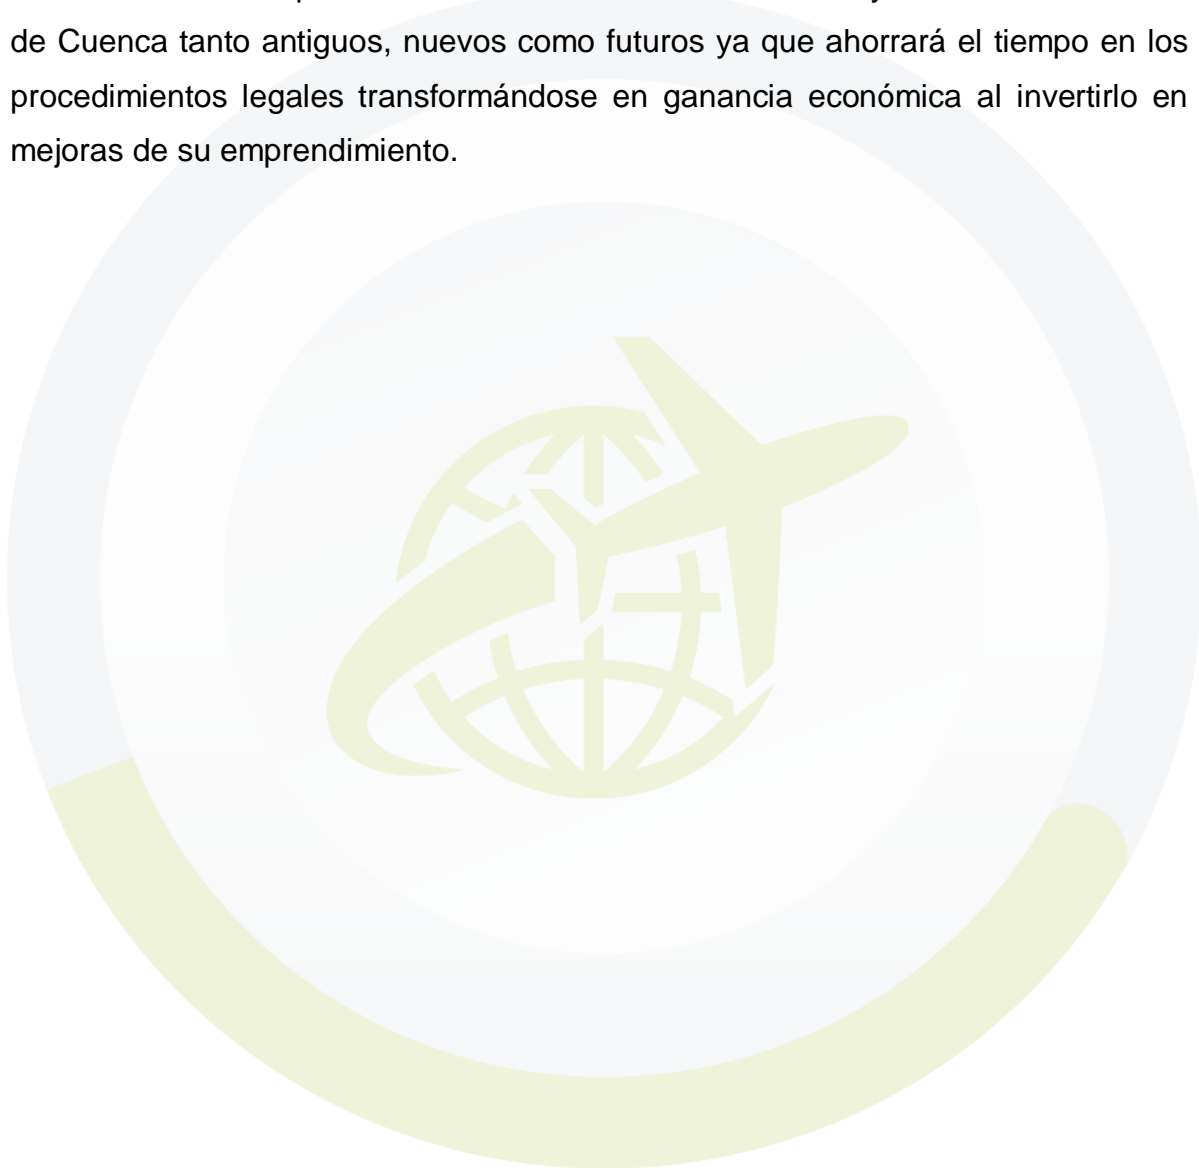 de Cuenca tanto antiguos, nuevos como futuros ya que ahorrará el tiempo en los
procedimientos legales transformándose en ganancia económica al invertirlo en
mejoras de su emprendimiento.